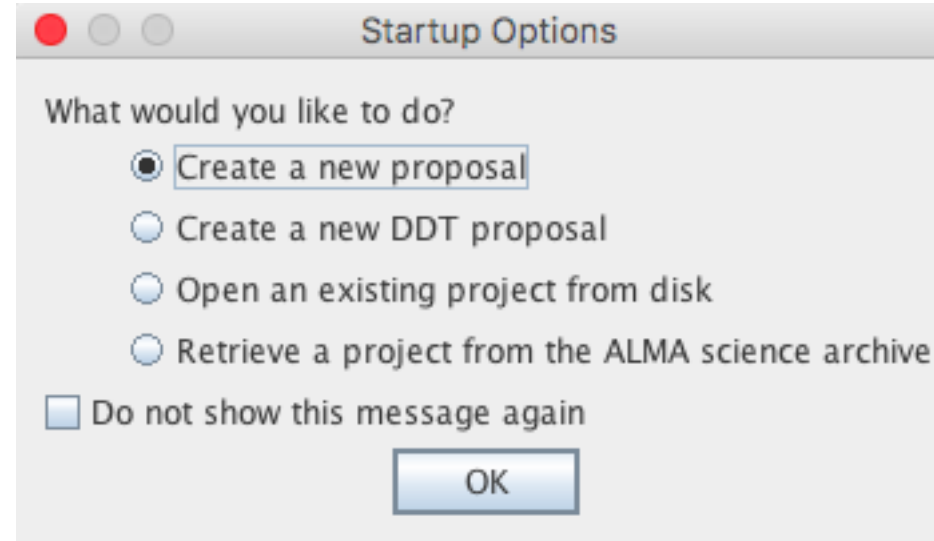 Startup Options
What would you like to do?
Create a new proposal
Create a new DDT proposal
Open an existing project from disk
Retrieve a project from the ALMA science archive
Do not show this message again
OK